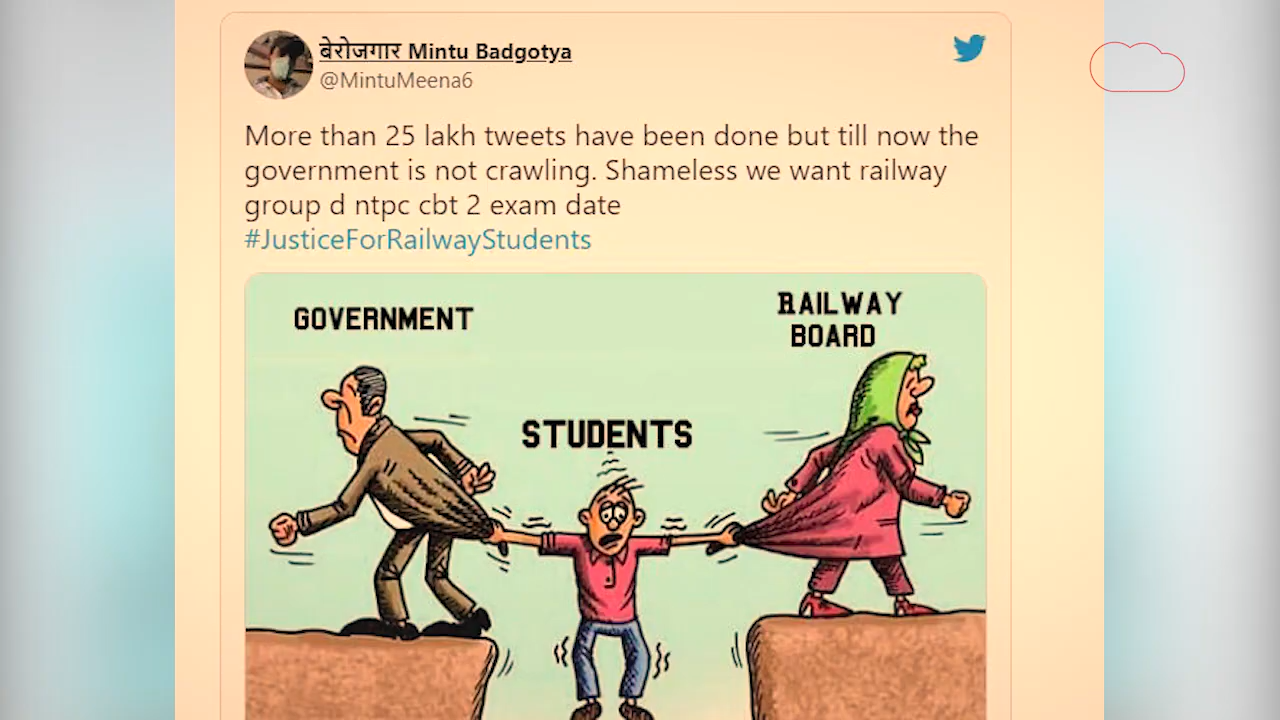 बेरोजगार Mintu Badgotya
@MintuMeena6
More than 25 lakh tweets have been done but till now the
government is not crawling. Shameless we want railway
group d ntpc cbt 2 exam date
#JusticeForRailwayStudents
GOVERNMENT
RAILWAY
BOARD
STUDENTS